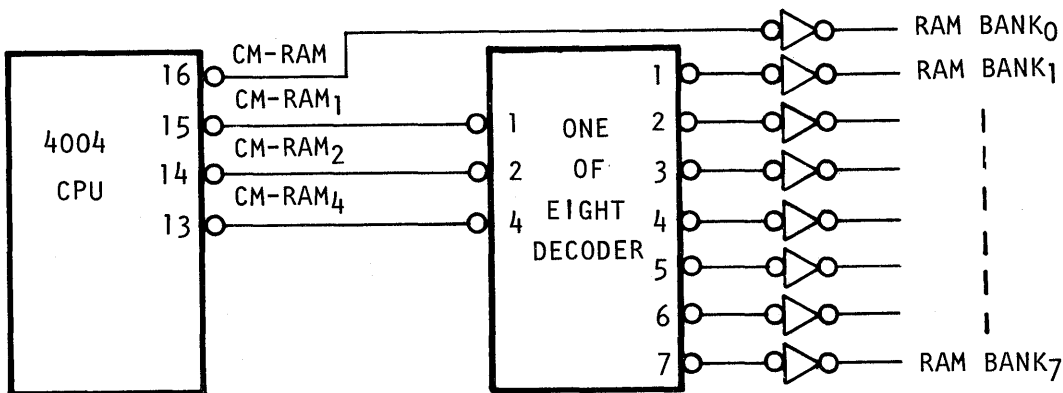 4004
CPU
16
15
14
13
CM-RAM
CM-RAM₁
CM-RAM₂
CM-RAM₄
1
2
4
ONE
OF
EIGHT
DECODER
1
2
3
4
5
6
7
RAM BANK₀
RAM BANK₁
RAM BANK₇